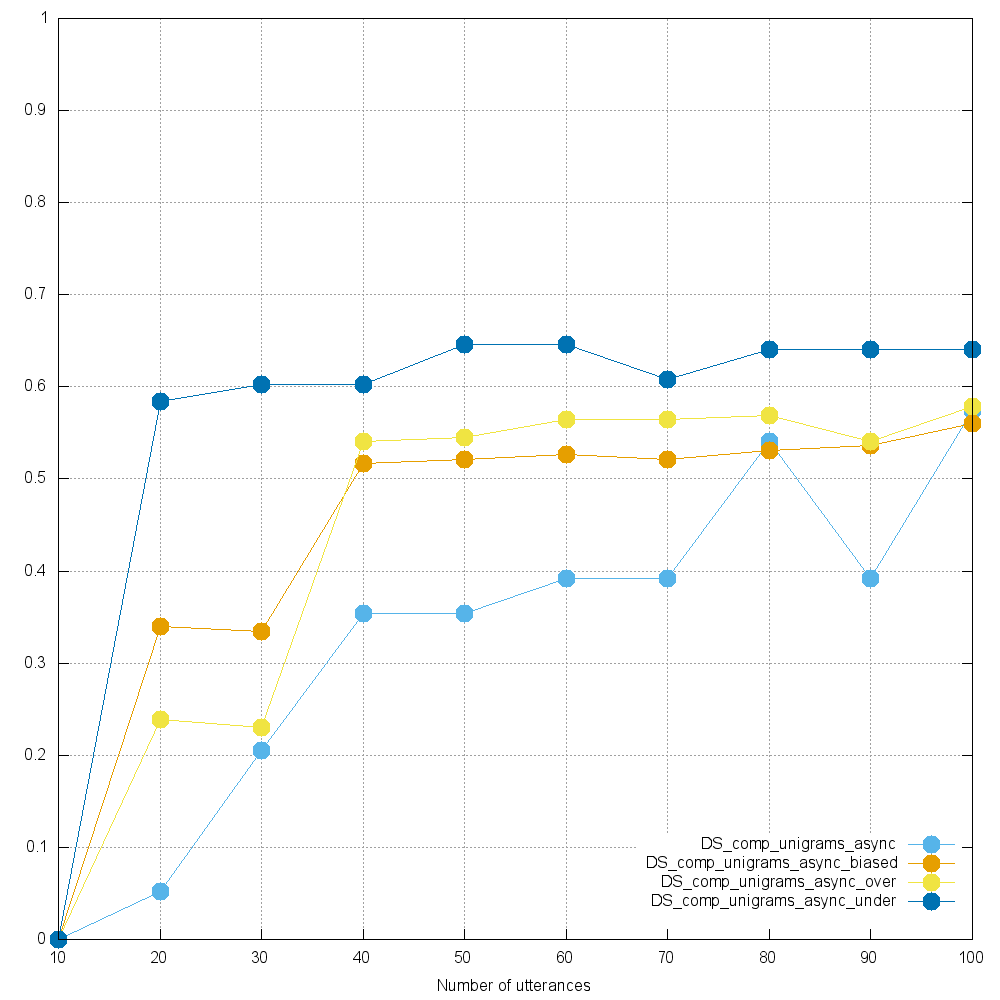 1
0.9
0.8
0.7
0.6
0.5
0.4
0.3
0.2
0.1
0
DS_comp_unigrams_async
DS_comp_unigrams_async_biased
DS_comp_unigrams_async_over
DS_comp_unigrams_async_under
10 20 30 40 50 60 70 80 90 100
Number of utterances